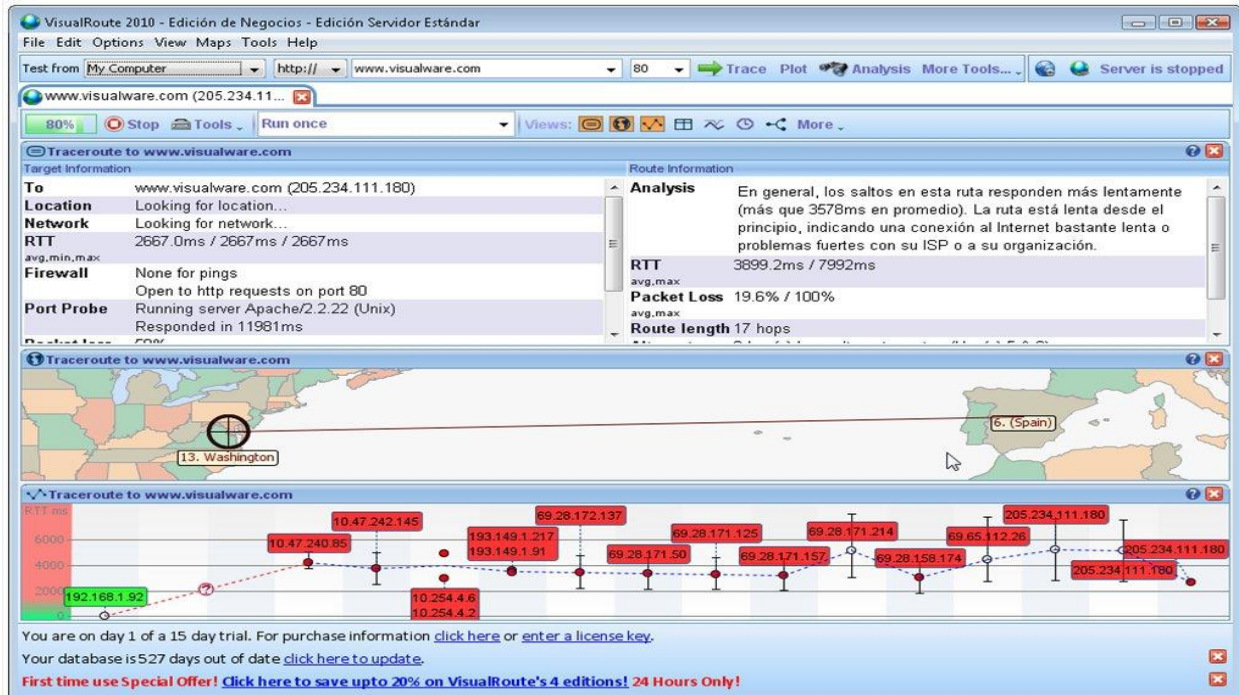 VisualRoute 2010 - Edición de Negocios - Edición Servidor Estándar
File Edit Options View Maps Tools Help
Test from My Computer http:// www.visualware.com 80 Trace Plot Analysis More Tools... Server is stopped
www.visualware.com (205.234.11...
80% Stop Tools Run once Views: More
Traceroute to www.visualware.com
Target Information
To www.visualware.com (205.234.111.180)
Location Looking for location...
Network Looking for network...
RTT 2667.0ms / 2667ms / 2667ms
avg,min,max
Firewall None for pings
Open to http requests on port 80
Port Probe Running server Apache/2.2.22 (Unix)
Responded in 11981ms
Route Information
Analysis En general, los saltos en esta ruta responden más lentamente
(más que 3578ms en promedio). La ruta está lenta desde el
principio, indicando una conexión al Internet bastante lenta o
problemas fuertes con su ISP o a su organización.
RTT 3899.2ms / 7992ms
avg,max
Packet Loss 19.6% / 100%
avg,max
Route length 17 hops
Traceroute to www.visualware.com
6. (Spain)
13. Washington
Traceroute to www.visualware.com
RTT ms
6000
4000
2000
0
192.168.1.92
?
10.47.240.85
10.47.242.145
10.254.4.6
10.254.4.2
193.149.1.217
193.149.1.91
69.28.172.137
69.28.171.50
69.28.171.125
69.28.171.157
69.28.171.214
69.28.158.174
69.65.112.26
205.234.111.180
205.234.111.180
205.234.111.180
You are on day 1 of a 15 day trial. For purchase information click here or enter a license key.
Your database is 527 days out of date click here to update.
First time use Special Offer! Click here to save upto 20% on VisualRoute's 4 editions! 24 Hours Only!